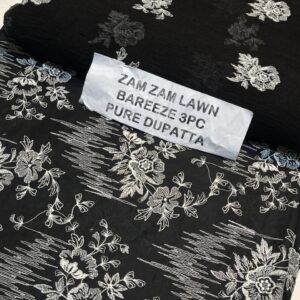 ZAM ZAM LAWN
BAREEZE 3PC
PURE DUPATTA